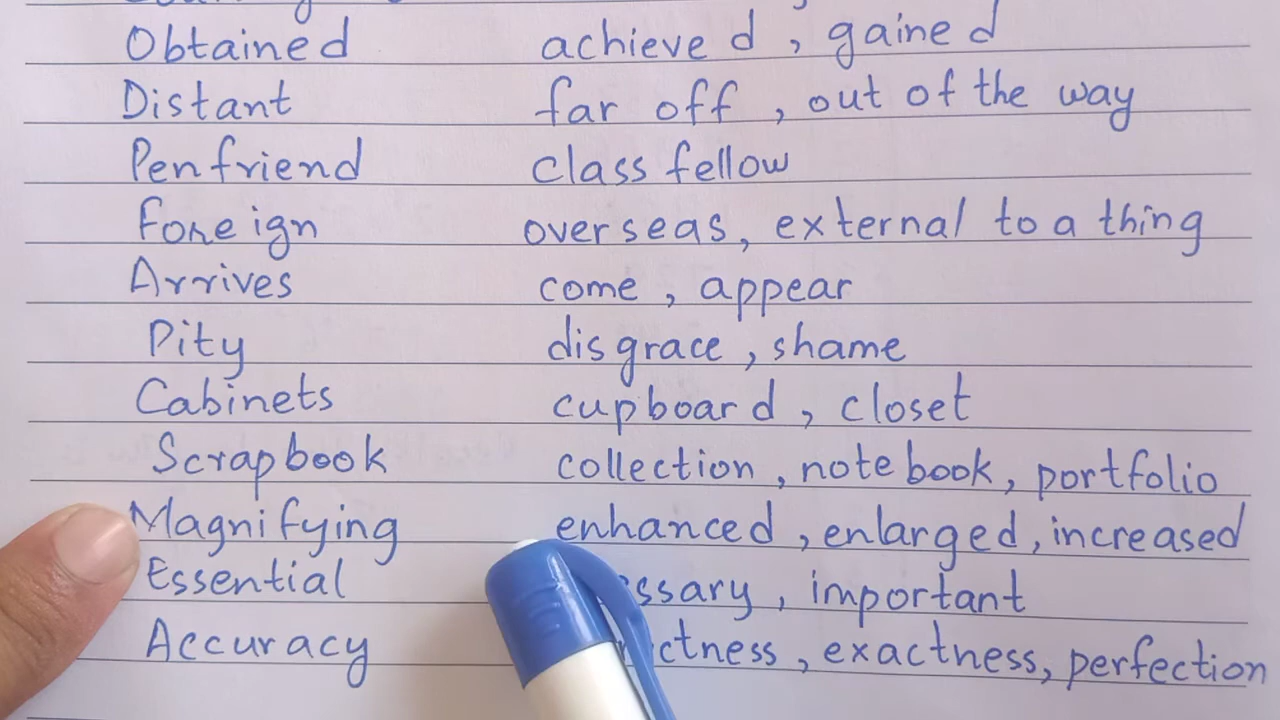 Obtained achieved, gained
Distant far off, out of the way
Penfriend class fellow
Foreign overseas, external to a thing
Arrives come, appear
Pity disgrace, shame
Cabinets cupboard, closet
Scrapbook collection, notebook, portfolio
Magnifying enhanced, enlarged, increased
Essential important
Accuracy exactness, perfection